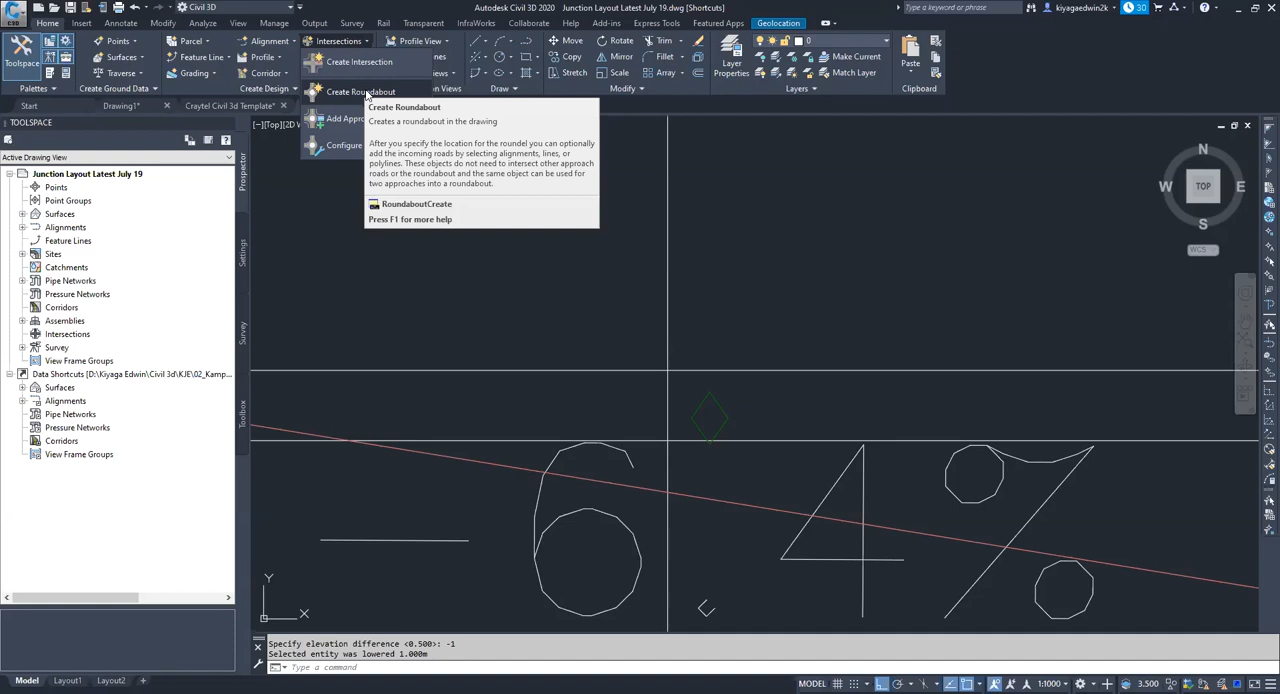 Civil 3D
Autodesk Civil 3D 2020 Junction Layout Latest July 19.dwg [Shortcuts]
Type a keyword or phrase
kiyagaedwin2k
30
C3D
Home Insert Annotate Modify Analyze View Manage Output Survey Rail Transparent InfraWorks Collaborate Help Add-ins Express Tools Featured Apps Geolocation
Toolspace
Points
Surfaces
Traverse
Parcel
Feature Line
Grading
Alignment
Profile
Corridor
Intersections
Profile View
Create Intersection
Create Roundabout
Add Appro
Configure
Move
Copy
Stretch
Rotate
Mirror
Scale
Trim
Fillet
Array
Layer
Properties
0
Make Current
Match Layer
Paste
Palettes
Create Ground Data
Create Design
Draw
Modify
Layers
Clipboard
Start
Drawing1*
Craytel Civil 3D Template*
Create Roundabout
Creates a roundabout in the drawing
After you specify the location for the roundel you can optionally
add the incoming roads by selecting alignments, lines, or
polylines. These objects do not need to intersect other approach
roads or the roundabout and the same object can be used for
two approaches into a roundabout.
RoundaboutCreate
Press F1 for more help
TOOLSPACE
Active Drawing View
Junction Layout Latest July 19
Points
Point Groups
Surfaces
Alignments
Feature Lines
Sites
Catchments
Pipe Networks
Pressure Networks
Corridors
Assemblies
Intersections
Survey
View Frame Groups
Data Shortcuts [D:\Kiyaga Edwin\Civil 3d\KJE\02_Kamp...
Surfaces
Alignments
Pipe Networks
Pressure Networks
Corridors
View Frame Groups
Prospector
Settings
Survey
Toolbox
N
W TOP E
S
WCS
6 4%
Y
X
Specify elevation difference <0.500>: -1
Selected entity was lowered 1.000m
Type a command
Model Layout1 Layout2
MODEL
1:1000
3.500